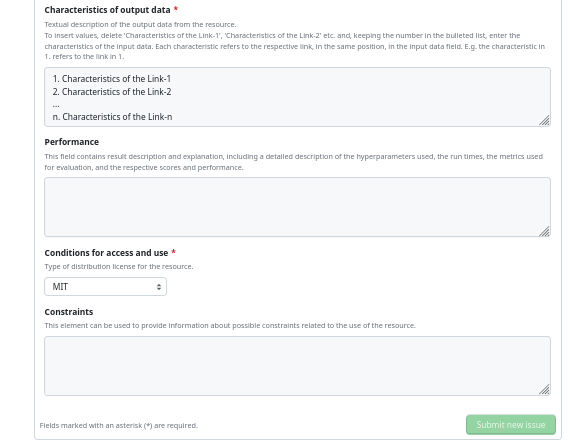 Characteristics of output data *
Textual description of the output data from the resource.
To insert values, delete 'Characteristics of the Link-1', 'Characteristics of the Link-2' etc. and, keeping the number in the bulleted list, enter the
characteristics of the input data. Each characteristic refers to the respective link, in the same position, in the input data field. E.g. the characteristic in
1. refers to the link in 1.
1. Characteristics of the Link-1
2. Characteristics of the Link-2
...
n. Characteristics of the Link-n
Performance
This field contains result description and explanation, including a detailed description of the hyperparameters used, the run times, the metrics used
for evaluation, and the respective scores and performance.
Conditions for access and use *
Type of distribution license for the resource.
MIT
Constraints
This element can be used to provide information about possible constraints related to the use of the resource.
Fields marked with an asterisk (*) are required.
Submit new issue